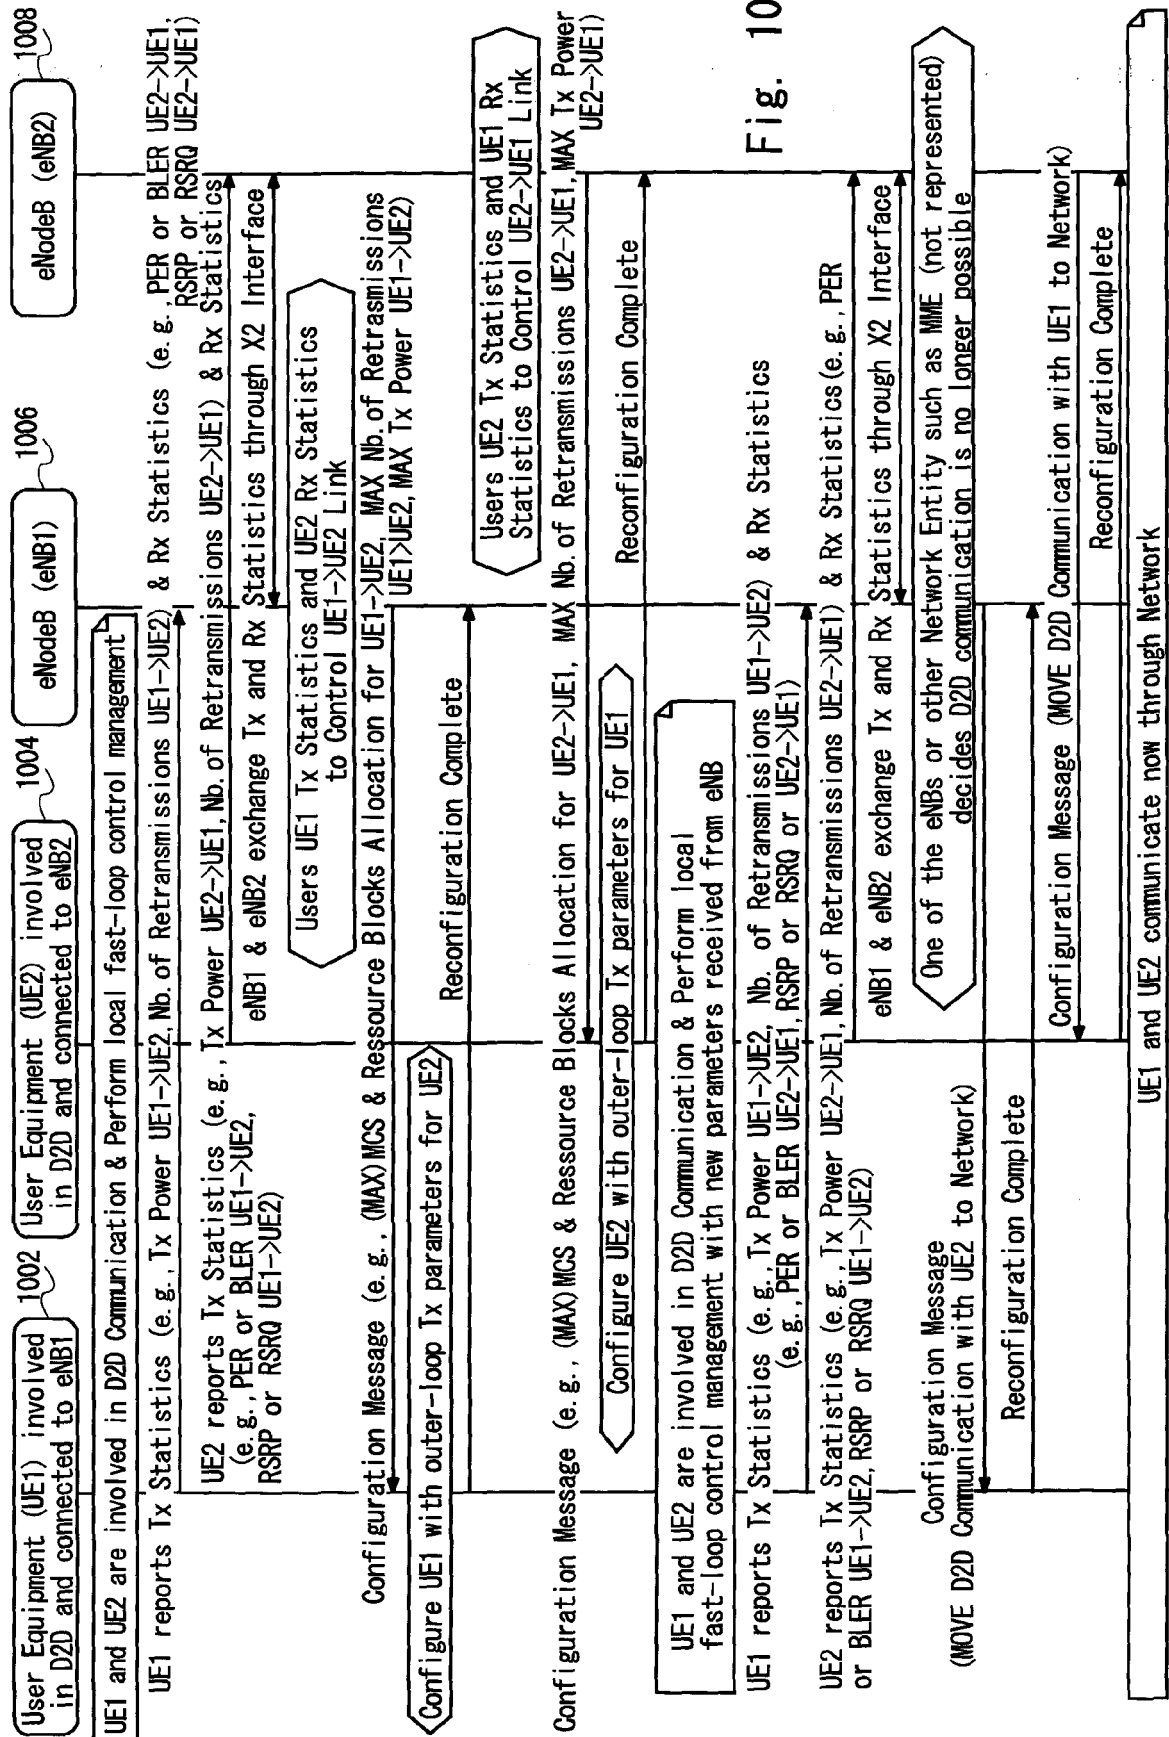 User Equipment (UE1) involved
in D2D and connected to eNB1
1002
User Equipment (UE2) involved
in D2D and connected to eNB2
1004
eNodeB (eNB1)
1006
eNodeB (eNB2)
1008
UE1 and UE2 are involved in D2D Communication & Perform local fast-loop control management
UE1 reports Tx Statistics (e.g., Tx Power UE1->UE2, Nb. of Retransmissions UE1->UE2) & Rx Statistics (e.g., PER or BLER UE2->UE1,
RSRP or RSRQ UE2->UE1)
UE2 reports Tx Statistics (e.g., Tx Power UE2->UE1, Nb. of Retransmissions UE2->UE1) & Rx Statistics
(e.g., PER or BLER UE1->UE2,
RSRP or RSRQ UE1->UE2)
eNB1 & eNB2 exchange Tx and Rx Statistics through X2 Interface
Users UE1 Tx Statistics and UE2 Rx Statistics
to Control UE1->UE2 Link
Configuration Message (e.g., (MAX)MCS & Ressource Blocks Allocation for UE1->UE2, MAX Nb. of Retrasmissions
UE1>UE2, MAX Tx Power UE1->UE2)
Configure UE1 with outer-loop Tx parameters for UE2
Reconfiguration Complete
Users UE2 Tx Statistics and UE1 Rx
Statistics to Control UE2->UE1 Link
Configuration Message (e.g., (MAX)MCS & Ressource Blocks Allocation for UE2->UE1, MAX Nb. of Retransmissions UE2->UE1, MAX Tx Power
UE2->UE1)
Configure UE2 with outer-loop Tx parameters for UE1
Reconfiguration Complete
UE1 and UE2 are involved in D2D Communication & Perform local
fast-loop control management with new parameters received from eNB
UE1 reports Tx Statistics (e.g., Tx Power UE1->UE2, Nb. of Retransmissions UE1->UE2) & Rx Statistics
(e.g., PER or BLER UE2->UE1, RSRP or RSRQ or UE2->UE1)
UE2 reports Tx Statistics (e.g., Tx Power UE2->UE1, Nb. of Retransmissions UE2->UE1) & Rx Statistics(e.g., PER
or BLER UE1->UE2, RSRP or RSRQ UE1->UE2)
eNB1 & eNB2 exchange Tx and Rx Statistics through X2 Interface
One of the eNBs or other Network Entity such as MME (not represented)
decides D2D communication is no longer possible
Configuration Message
(MOVE D2D Communication with UE2 to Network)
Reconfiguration Complete
Configuration Message (MOVE D2D Communication with UE1 to Network)
Reconfiguration Complete
UE1 and UE2 communicate now through Network
Fig. 10